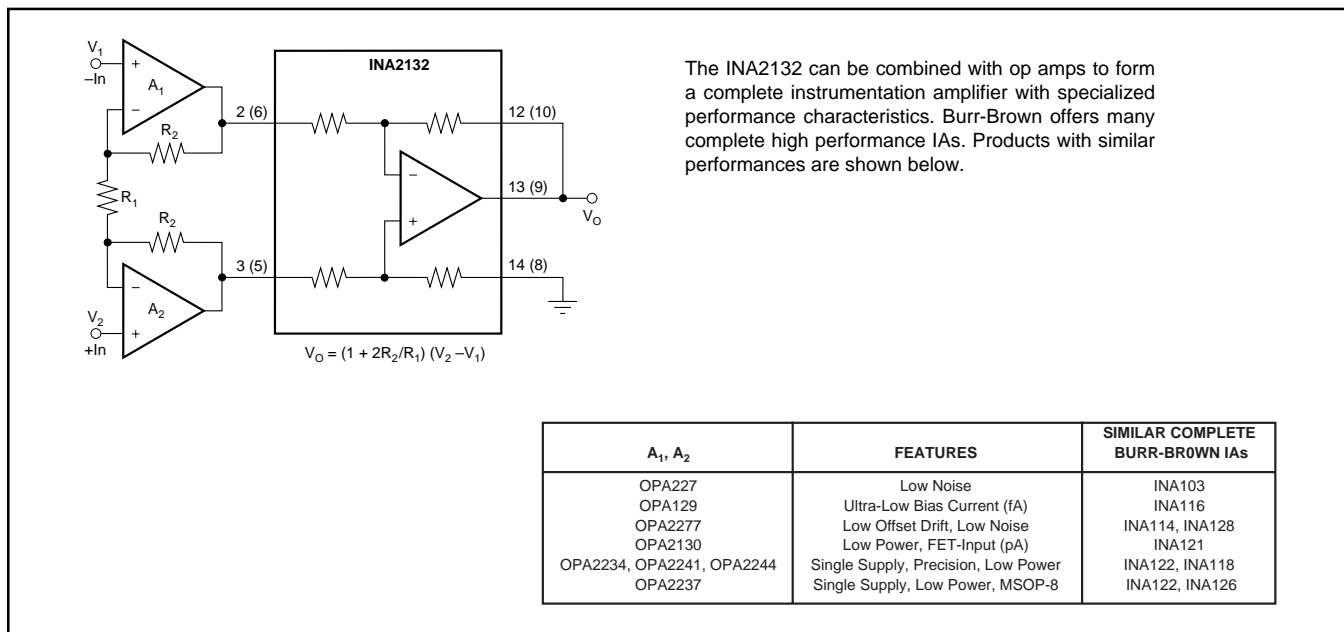 V1
–In
+
A1
–
R2
R1
R2
–
A2
V2
+
+In
INA2132
2 (6)
12 (10)
–
+
13 (9)
VO
3 (5)
14 (8)
VO = (1 + 2R2/R1) (V2 –V1)
The INA2132 can be combined with op amps to form
a complete instrumentation amplifier with specialized
performance characteristics. Burr-Brown offers many
complete high performance IAs. Products with similar
performances are shown below.
A1, A2 FEATURES SIMILAR COMPLETE
BURR-BR0WN IAs
OPA227 Low Noise INA103
OPA129 Ultra-Low Bias Current (fA) INA116
OPA2277 Low Offset Drift, Low Noise INA114, INA128
OPA2130 Low Power, FET-Input (pA) INA121
OPA2234, OPA2241, OPA2244 Single Supply, Precision, Low Power INA122, INA118
OPA2237 Single Supply, Low Power, MSOP-8 INA122, INA126